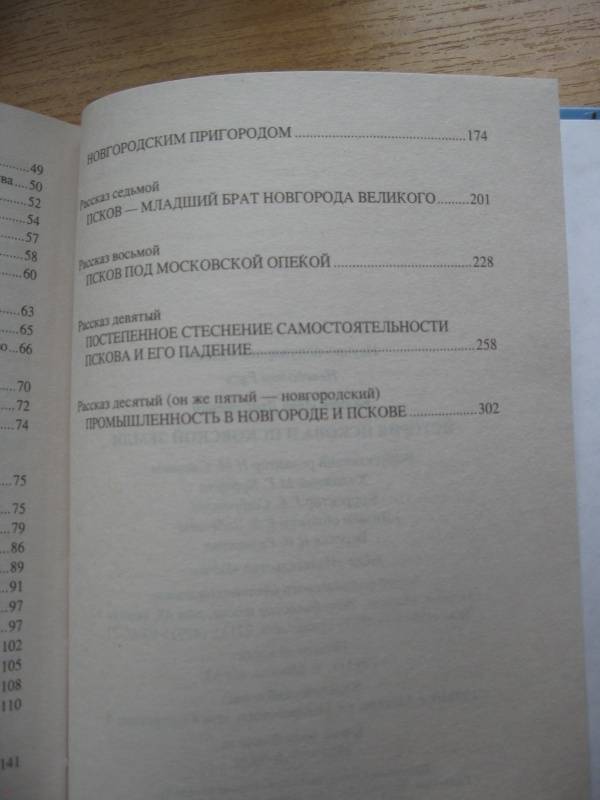 49
ва.... 50
52
54
57
58
60
63
65
о... 66
70
72
74
75
75
79
86
89
91
97
97
102
105
108
110
141
НОВГОРОДСКИМ ПРИГОРОДОМ ........ 174
Рассказ седьмой
ПСКОВ — МЛАДШИЙ БРАТ НОВГОРОДА ВЕЛИКОГО ........ 201
Рассказ восьмой
ПСКОВ ПОД МОСКОВСКОЙ ОПЕКОЙ ........ 228
Рассказ девятый
ПОСТЕПЕННОЕ СТЕСНЕНИЕ САМОСТОЯТЕЛЬНОСТИ
ПСКОВА И ЕГО ПАДЕНИЕ ........ 258
Рассказ десятый (он же пятый — новгородский)
ПРОМЫШЛЕННОСТЬ В НОВГОРОДЕ И ПСКОВЕ ........ 302